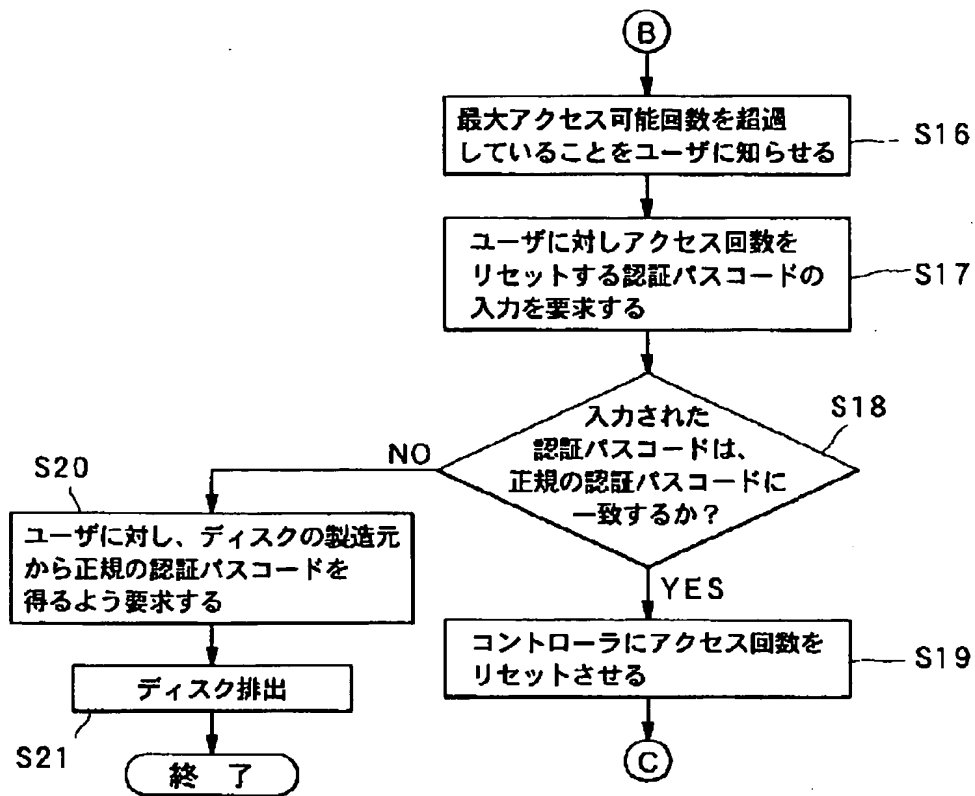 B
最大アクセス可能回数を超過
していることをユーザに知らせる
S16
ユーザに対しアクセス回数を
リセットする認証パスコードの
入力を要求する
S17
入力された
認証パスコードは、
正規の認証パスコードに
一致するか？
S18
NO
YES
S20
ユーザに対し、ディスクの製造元
から正規の認証パスコードを
得るよう要求する
コントローラにアクセス回数を
リセットさせる
S19
ディスク排出
S21
終了
C